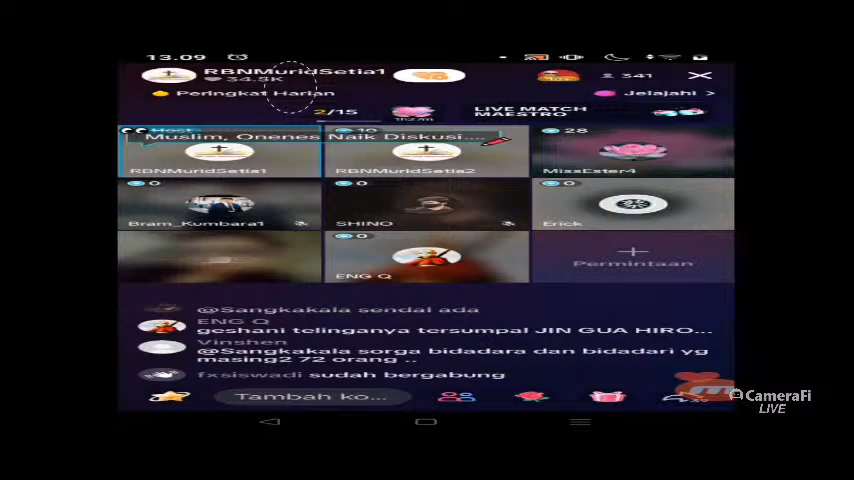 13.09
RBNMuridSetia1
34.5K
341
Peringkat Harian
Jelajahi >
2/15
1h27m
LIVE MATCH
MAESTRO
Host
Muslim, Onenes Naik Diskusi....
10
28
RBNMuridSetia1
RBNMuridSetia2
MissEster4
0
0
0
Bram_Kumbara1
SHINO
Erick
0
ENG Q
Permintaan
@Sangkakala sendal ada
ENG Q
geshani telinganya tersumpal JIN GUA HIRO...
Vinshen
@Sangkakala sorga bidadara dan bidadari yg
masing2 72 orang ..
fxsiswadi sudah bergabung
Tambah ko...
CameraFi
LIVE